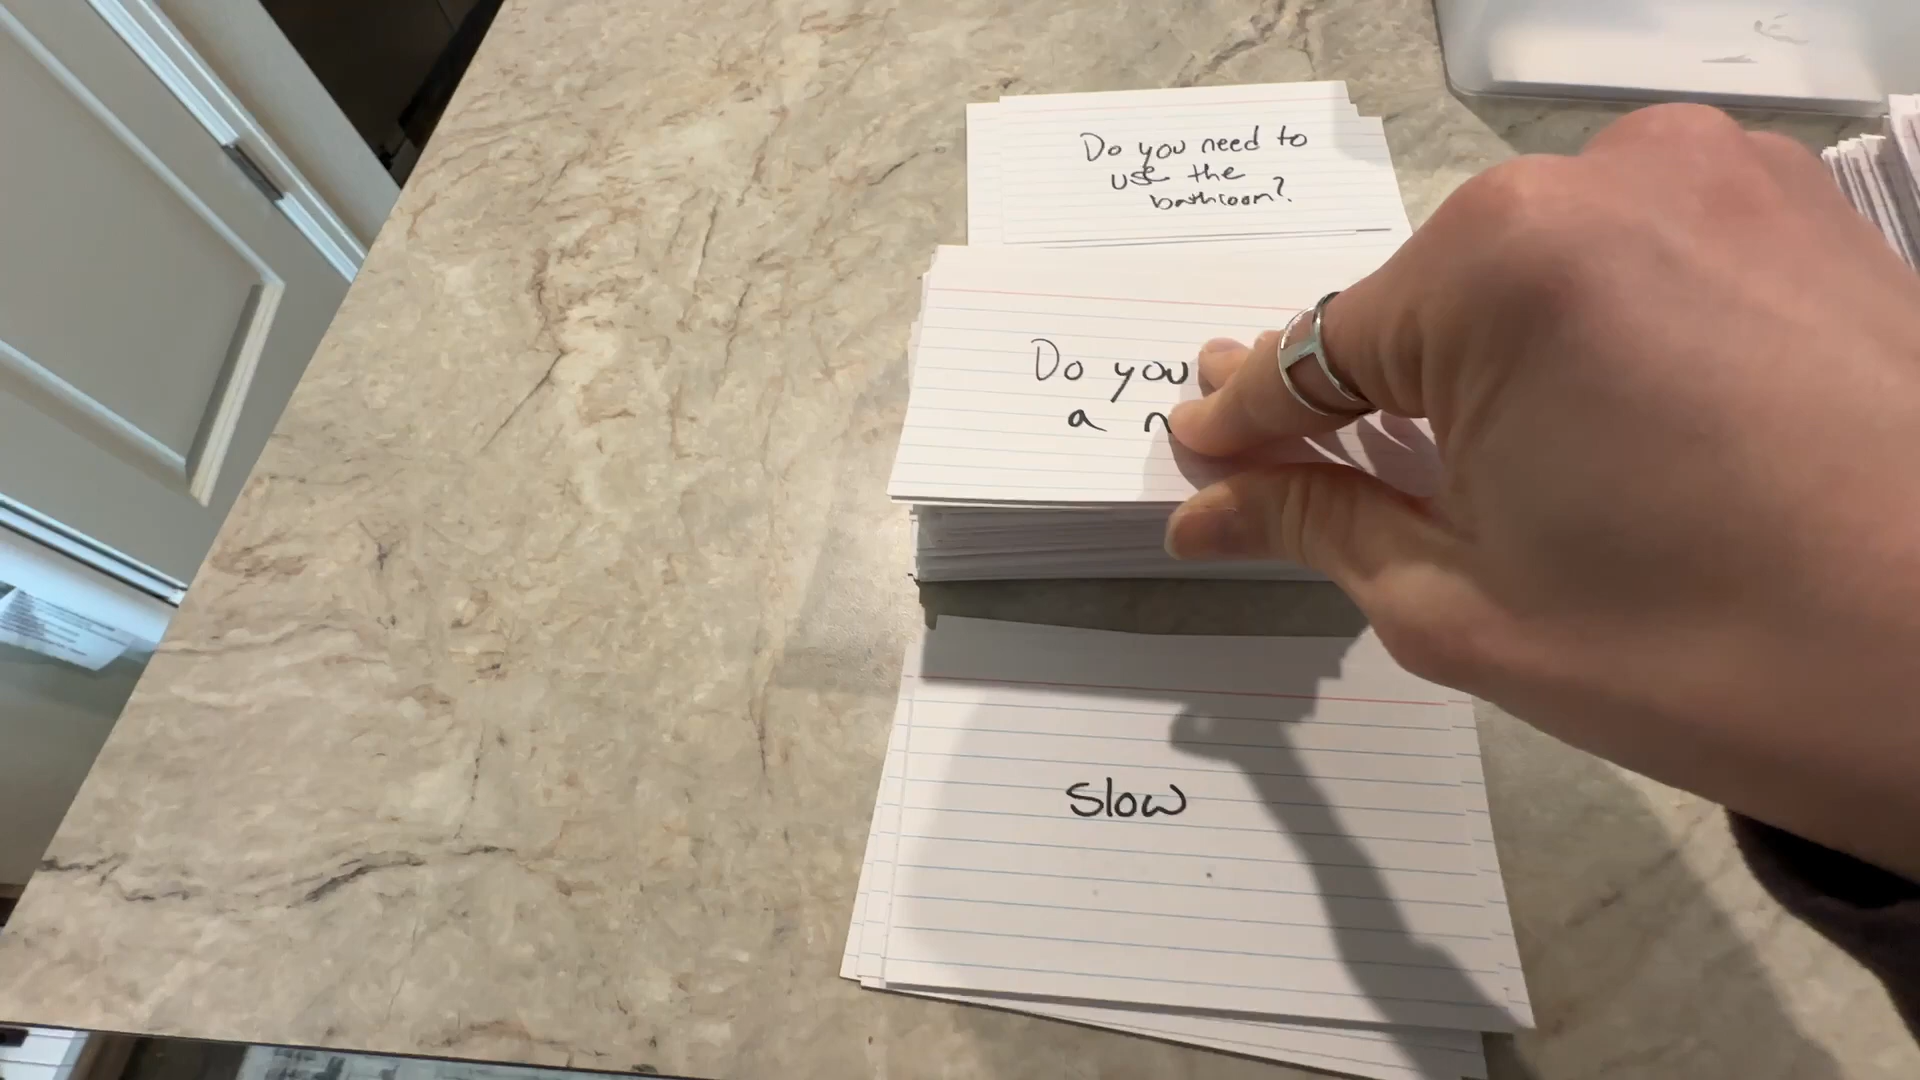 Do you need to
use the
bathroom?
Do you
a
slow